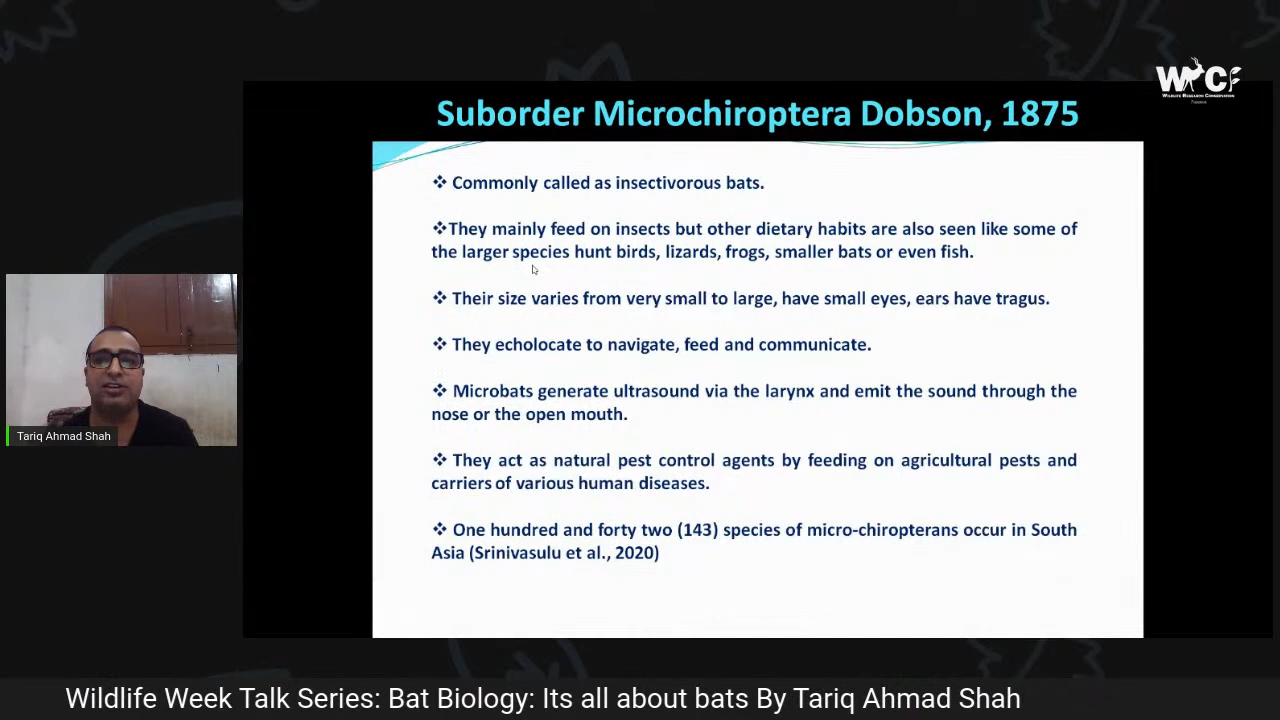 WRCF
WILDLIFE RESEARCH CONSERVATION
Suborder Microchiroptera Dobson, 1875
❖ Commonly called as insectivorous bats.
❖They mainly feed on insects but other dietary habits are also seen like some of
the larger species hunt birds, lizards, frogs, smaller bats or even fish.
❖ Their size varies from very small to large, have small eyes, ears have tragus.
❖ They echolocate to navigate, feed and communicate.
❖ Microbats generate ultrasound via the larynx and emit the sound through the
nose or the open mouth.
❖ They act as natural pest control agents by feeding on agricultural pests and
carriers of various human diseases.
❖ One hundred and forty two (143) species of micro-chiropterans occur in South
Asia (Srinivasulu et al., 2020)
Tariq Ahmad Shah
Wildlife Week Talk Series: Bat Biology: Its all about bats By Tariq Ahmad Shah